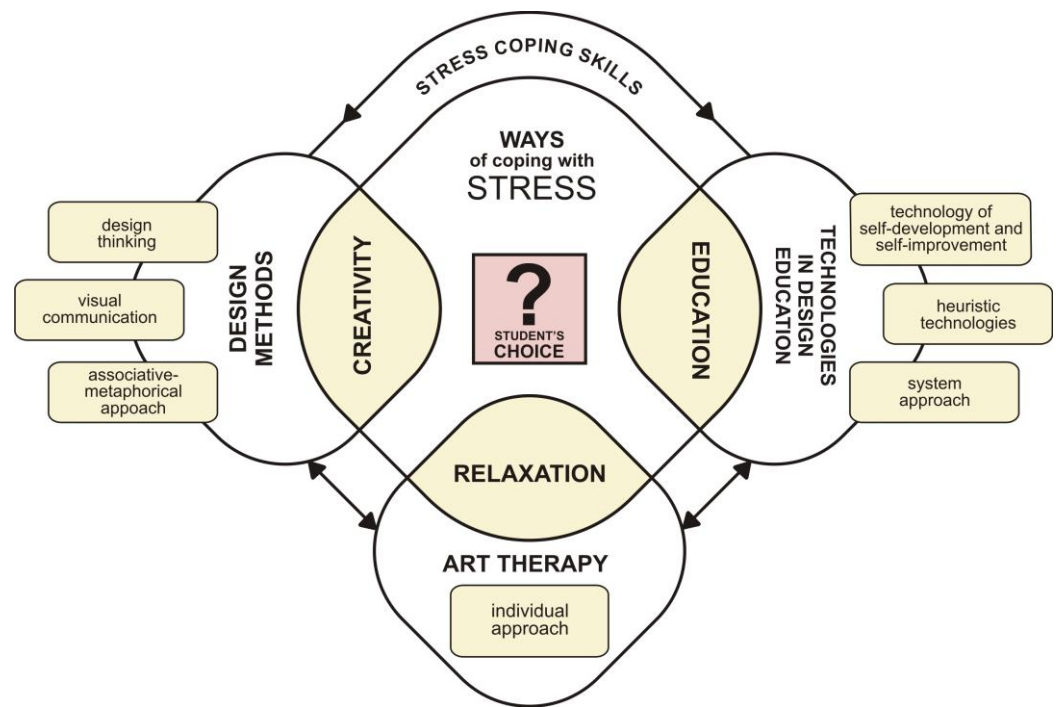 STRESS COPING SKILLS
WAYS
of coping with
STRESS
design
thinking
visual
communication
associative-
metaphorical
appoach
DESIGN
METHODS
CREATIVITY
?
STUDENT'S
CHOICE
EDUCATION
TECHNOLOGIES
IN DESIGN
EDUCATION
technology of
self-development and
self-improvement
heuristic
technologies
system
approach
RELAXATION
ART THERAPY
individual
approach